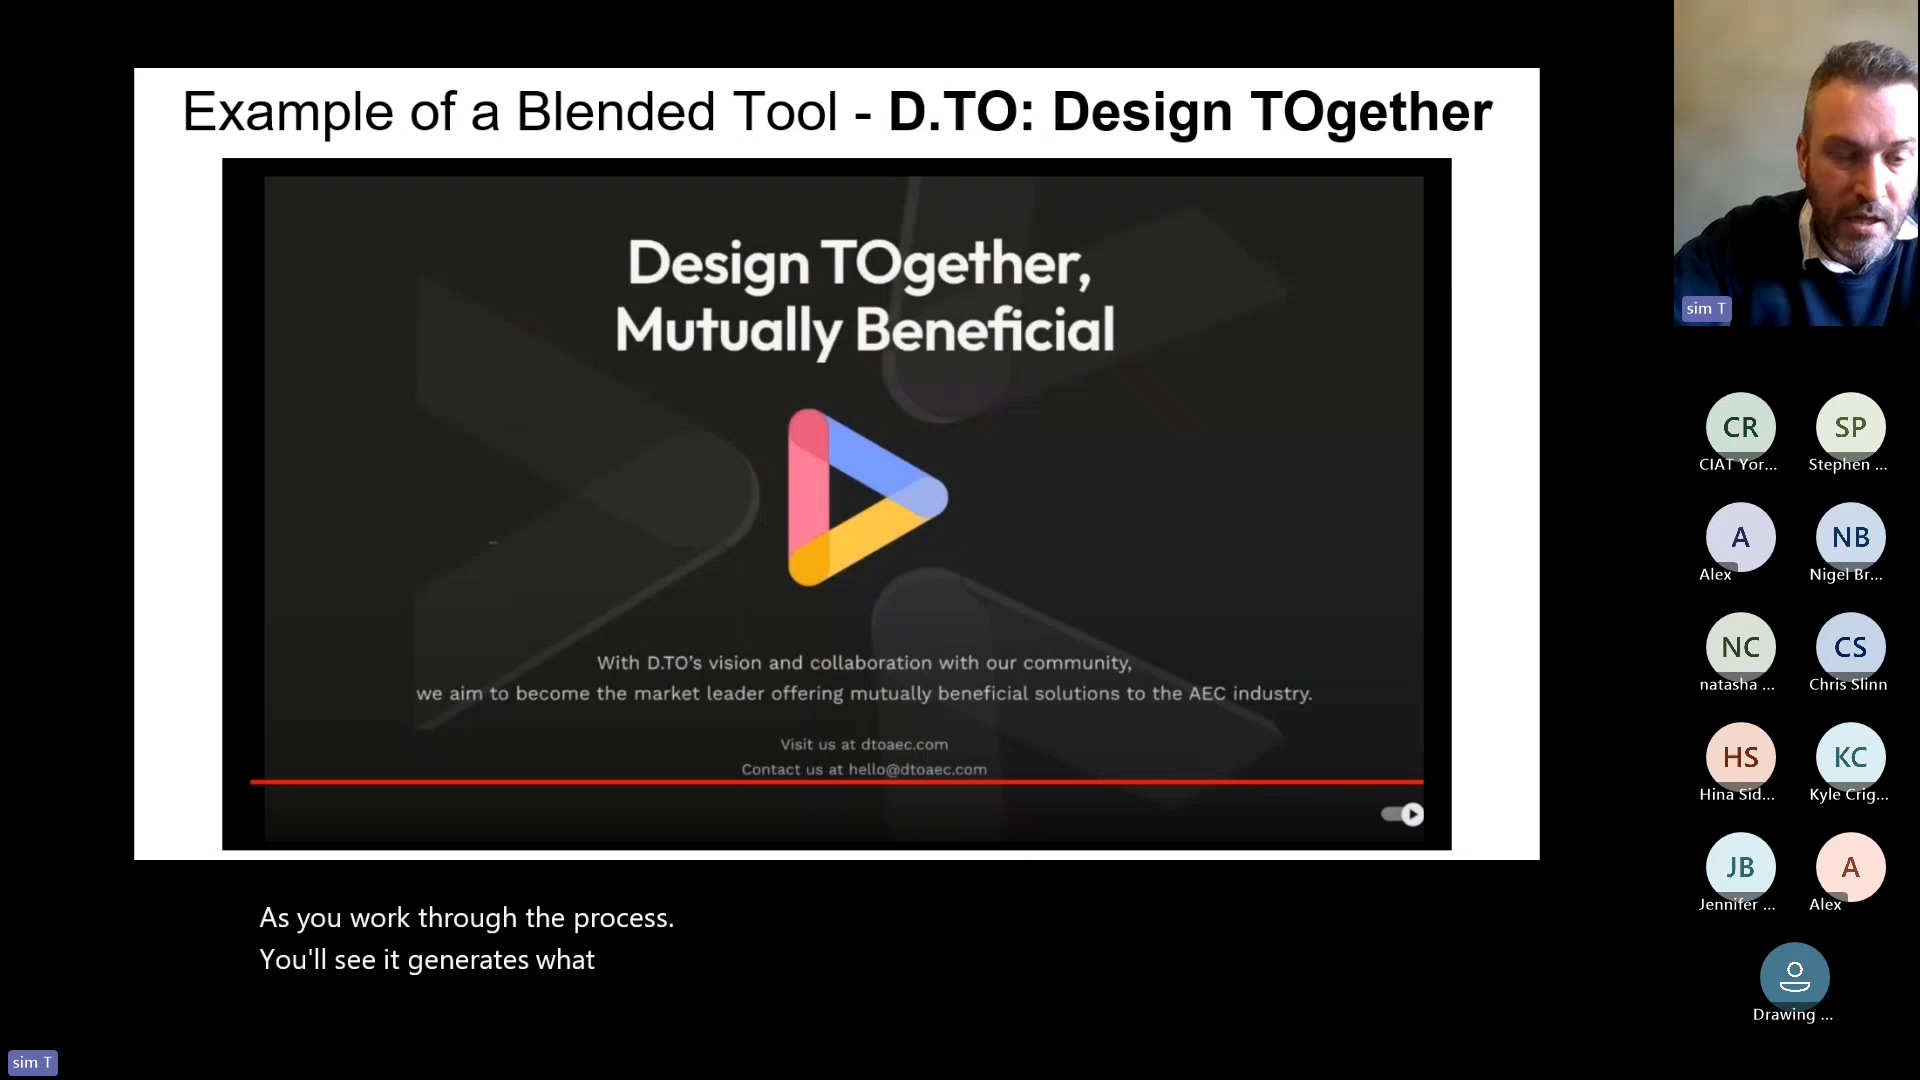 Example of a Blended Tool - D.TO: Design TOgether
Design TOgether,
Mutually Beneficial
With D.TO's vision and collaboration with our community,
we aim to become the market leader offering mutually beneficial solutions to the AEC industry.
Visit us at dtoaec.com
Contact us at hello@dtoaec.com
As you work through the process.
You'll see it generates what
sim T
sim T
CR SP
CIAT Yor... Stephen ...
A NB
Alex Nigel Br...
NC CS
natasha ... Chris Slinn
HS KC
Hina Sid... Kyle Crig...
JB A
Jennifer ... Alex
Drawing ...